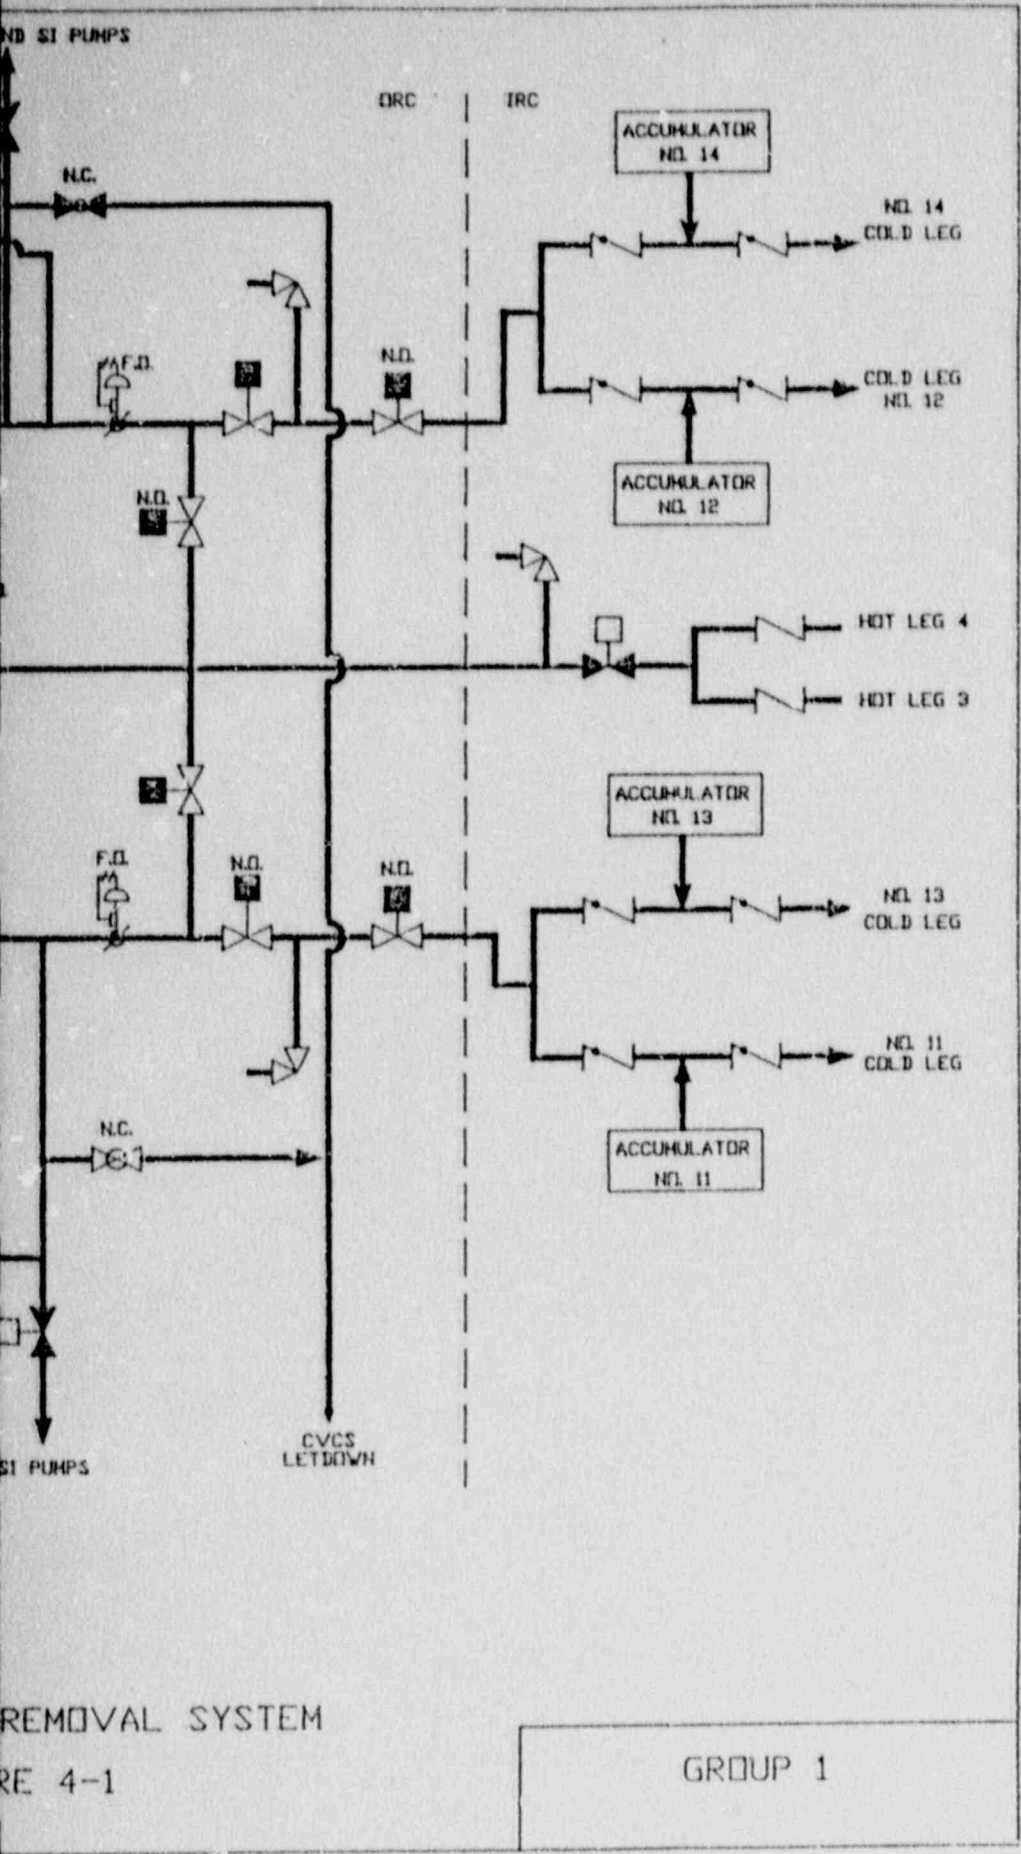 ND SI PUMPS
ORC
IRC
ACCUMULATOR
NO. 14
N.C.
NO. 14
COLD LEG
F.O.
N.O.
COLD LEG
NO. 12
ACCUMULATOR
NO. 12
N.O.
HOT LEG 4
HOT LEG 3
ACCUMULATOR
NO. 13
F.O.
N.O.
N.O.
NO. 13
COLD LEG
NO. 11
COLD LEG
N.C.
ACCUMULATOR
NO. 11
CVCS
LETDOWN
SI PUMPS
REMOVAL SYSTEM
RE 4-1
GROUP 1